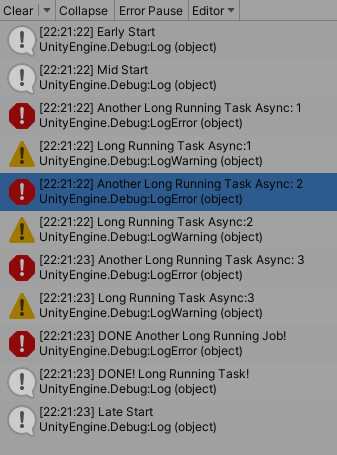 Clear Collapse Error Pause Editor
[22:21:22] Early Start
UnityEngine.Debug:Log (object)
[22:21:22] Mid Start
UnityEngine.Debug:Log (object)
[22:21:22] Another Long Running Task Async: 1
UnityEngine.Debug:LogError (object)
[22:21:22] Long Running Task Async:1
UnityEngine.Debug:LogWarning (object)
[22:21:22] Another Long Running Task Async: 2
UnityEngine.Debug:LogError (object)
[22:21:22] Long Running Task Async:2
UnityEngine.Debug:LogWarning (object)
[22:21:23] Another Long Running Task Async: 3
UnityEngine.Debug:LogError (object)
[22:21:23] Long Running Task Async:3
UnityEngine.Debug:LogWarning (object)
[22:21:23] DONE Another Long Running Job!
UnityEngine.Debug:LogError (object)
[22:21:23] DONE! Long Running Task!
UnityEngine.Debug:Log (object)
[22:21:23] Late Start
UnityEngine.Debug:Log (object)